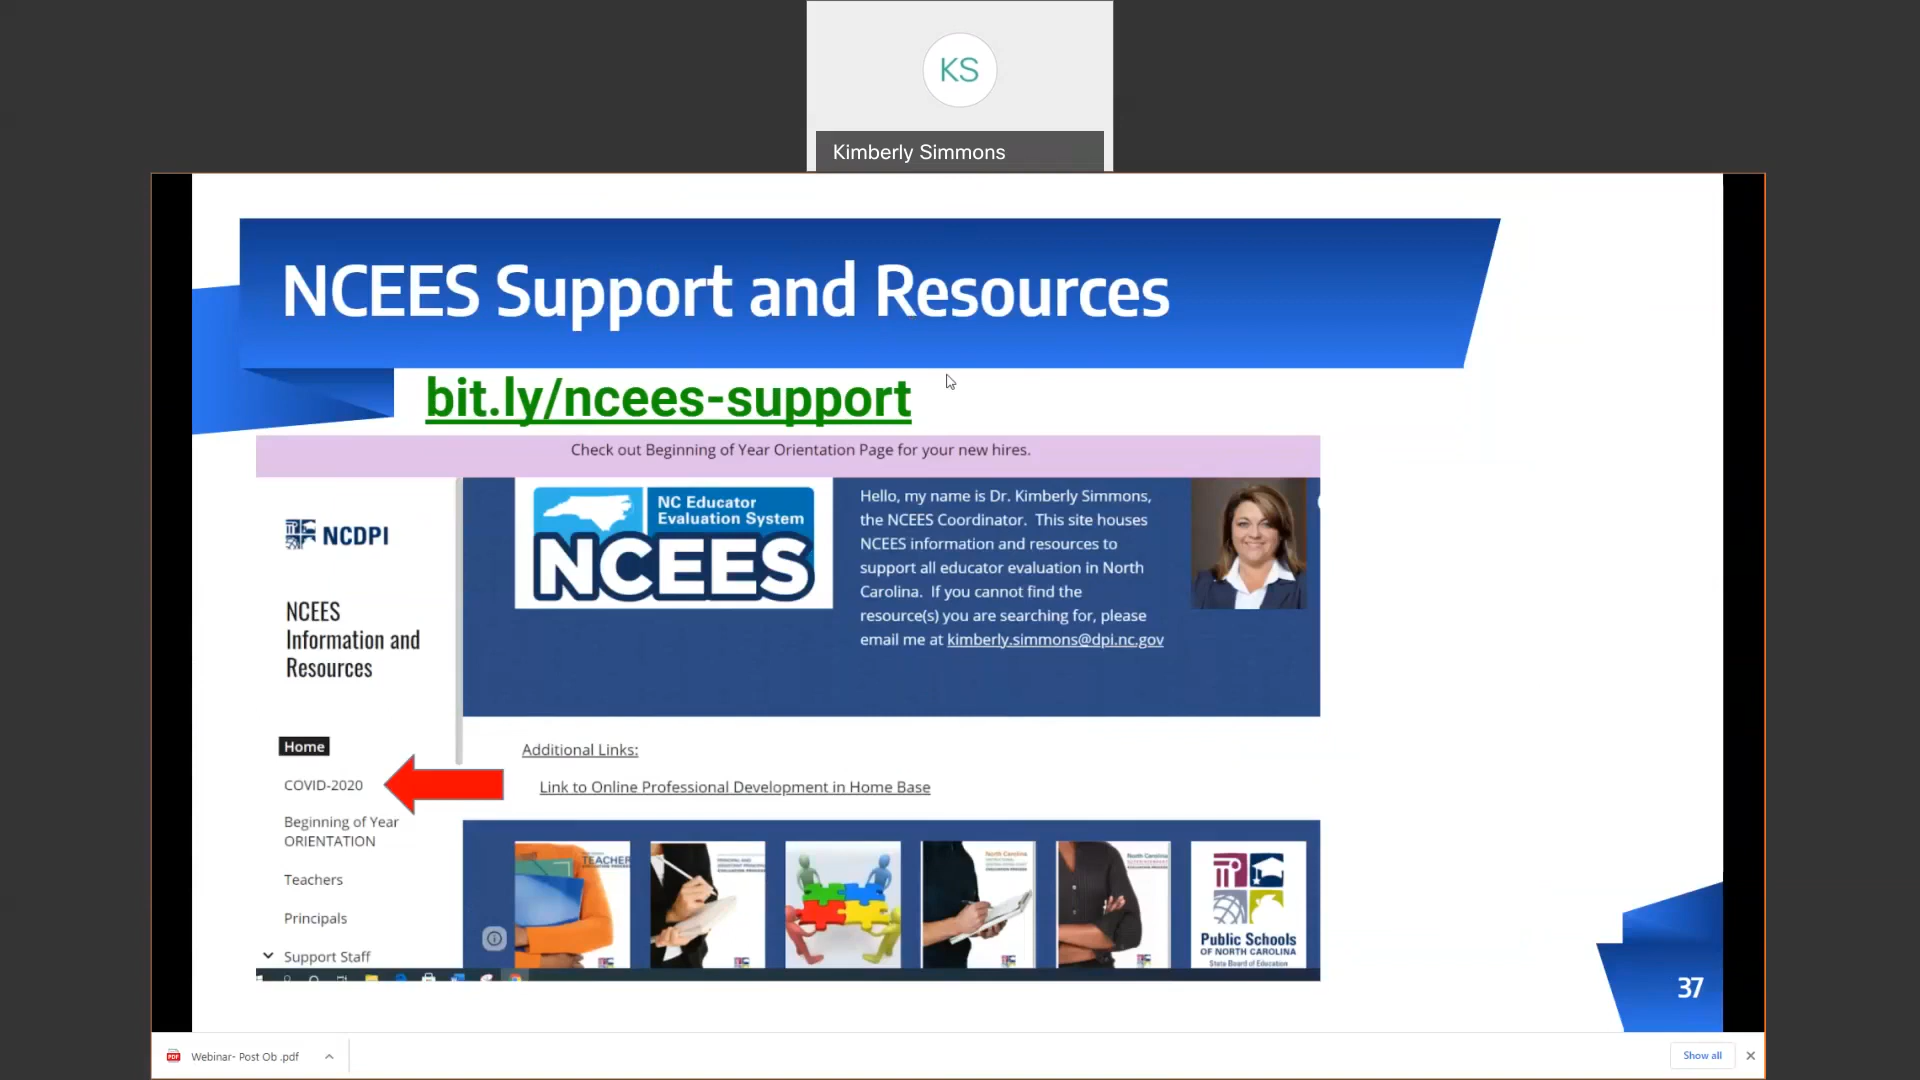 KS
Kimberly Simmons
NCEES Support and Resources
bit.ly/ncees-support
Check out Beginning of Year Orientation Page for your new hires.
NCDPI
NCEES
Information and
Resources
Home
COVID-2020
Beginning of Year
ORIENTATION
Teachers
Principals
Support Staff
NC Educator
Evaluation System
NCEES
Hello, my name is Dr. Kimberly Simmons,
the NCEES Coordinator. This site houses
NCEES information and resources to
support all educator evaluation in North
Carolina. If you cannot find the
resource(s) you are searching for, please
email me at kimberly.simmons@dpi.nc.gov
Additional Links:
Link to Online Professional Development in Home Base
TEACHER
North Carolina
North Carolina
Public Schools
OF NORTH CAROLINA
State Board of Education
37
Webinar- Post Ob .pdf
Show all